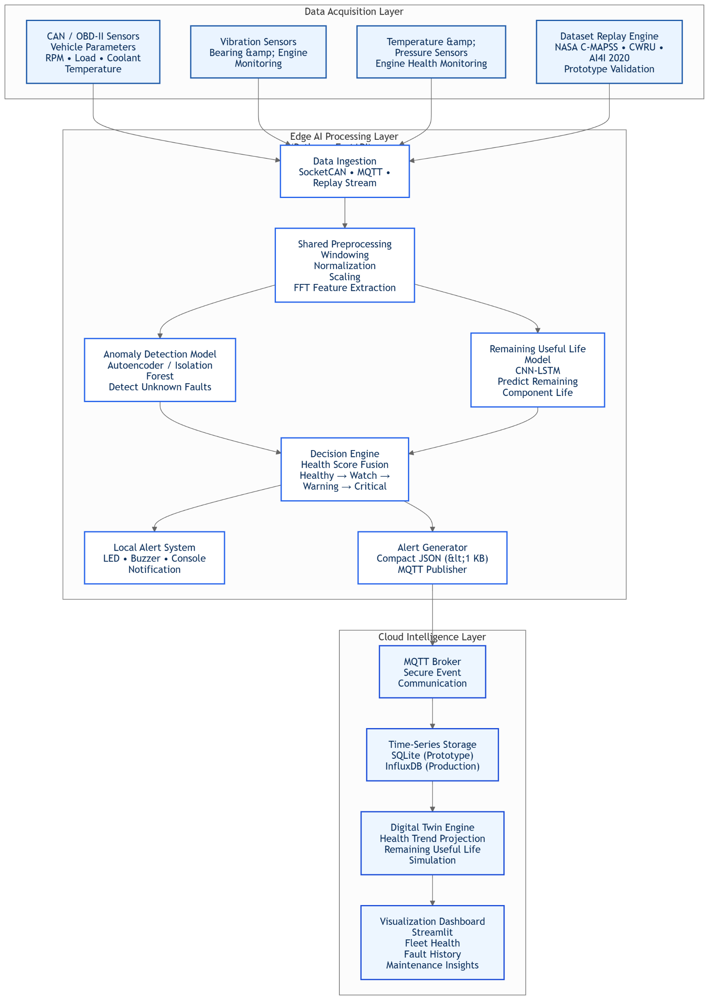 Data Acquisition Layer
CAN / OBD-II Sensors
Vehicle Parameters
RPM • Load • Coolant
Temperature
Vibration Sensors
Bearing &amp; Engine
Monitoring
Temperature &amp;
Pressure Sensors
Engine Health Monitoring
Dataset Replay Engine
NASA C-MAPSS • CWRU •
AI4I 2020
Prototype Validation
Edge AI Processing Layer
Data Ingestion
SocketCAN • MQTT •
Replay Stream
Shared Preprocessing
Windowing
Normalization
Scaling
FFT Feature Extraction
Anomaly Detection Model
Autoencoder / Isolation
Forest
Detect Unknown Faults
Remaining Useful Life
Model
CNN-LSTM
Predict Remaining
Component Life
Decision Engine
Health Score Fusion
Healthy → Watch →
Warning → Critical
Local Alert System
LED • Buzzer • Console
Notification
Alert Generator
Compact JSON (&lt;1 KB)
MQTT Publisher
Cloud Intelligence Layer
MQTT Broker
Secure Event
Communication
Time-Series Storage
SQLite (Prototype)
InfluxDB (Production)
Digital Twin Engine
Health Trend Projection
Remaining Useful Life
Simulation
Visualization Dashboard
Streamlit
Fleet Health
Fault History
Maintenance Insights